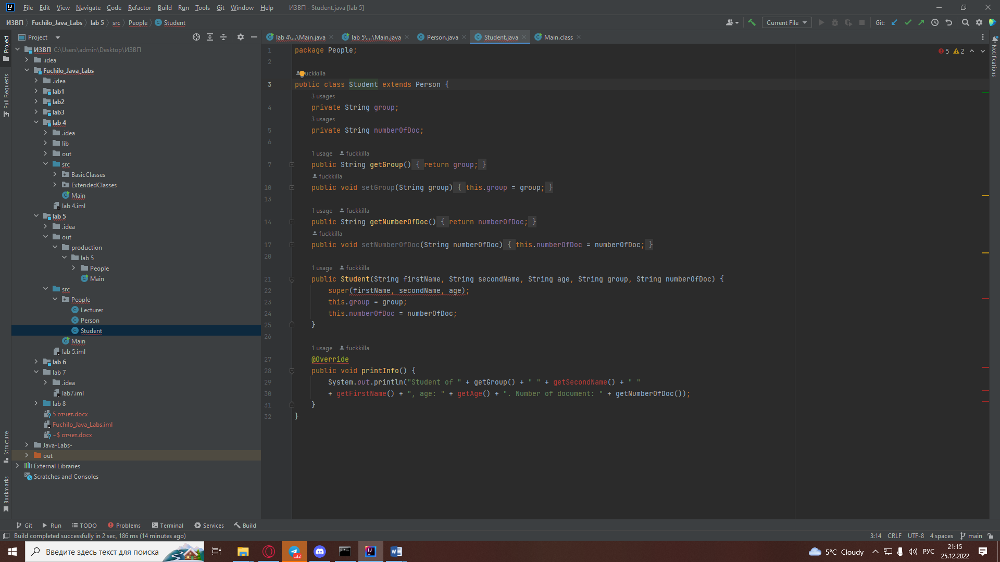 File Edit View Navigate Code Refactor Build Run Tools Git Window Help ИЗВП - Student.java [lab 5]
ИЗВП Fuchilo_Java_Labs lab 5 src People Student Current File Git:
Project lab 4\...\Main.java lab 5\...\Main.java Person.java Student.java Main.class
ИЗВП C:\Users\admin\Desktop\ИЗВП
.idea
Fuchilo_Java_Labs
.idea
lab1
lab2
lab3
lab 4
.idea
lib
out
src
BasicClasses
ExtendedClasses
Main
lab 4.iml
lab 5
.idea
out
production
lab 5
People
Main
src
People
Lecturer
Person
Student
Main
lab 5.iml
lab 6
lab 7
.idea
lab7.iml
lab 8
5 отчет.docx
Fuchilo_Java_Labs.iml
~$ отчет.docx
Java-Labs-
out
External Libraries
Scratches and Consoles
Project
Pull Requests
Structure
Bookmarks
Notifications
5 2
1 package People;
2
uckkilla
3 public class Student extends Person {
3 usages
4 private String group;
3 usages
5 private String numberOfDoc;
6
1 usage fuckkilla
7 public String getGroup() { return group; }
fuckkilla
10 public void setGroup(String group) { this.group = group; }
13
1 usage fuckkilla
14 public String getNumberOfDoc() { return numberOfDoc; }
fuckkilla
17 public void setNumberOfDoc(String numberOfDoc) { this.numberOfDoc = numberOfDoc; }
20
1 usage fuckkilla
21 public Student(String firstName, String secondName, String age, String group, String numberOfDoc) {
22 super(firstName, secondName, age);
23 this.group = group;
24 this.numberOfDoc = numberOfDoc;
25 }
26
1 usage fuckkilla
27 @Override
28 public void printInfo() {
29 System.out.println("Student of " + getGroup() + " " + getSecondName() + " "
30 + getFirstName() + ", age: " + getAge() + ". Number of document: " + getNumberOfDoc());
31 }
32 }
Git Run TODO Problems Terminal Services Build
Build completed successfully in 2 sec, 186 ms (14 minutes ago) 3:14 CRLF UTF-8 4 spaces main
Введите здесь текст для поиска .32 5°C Cloudy РУС 21:15
25.12.2022